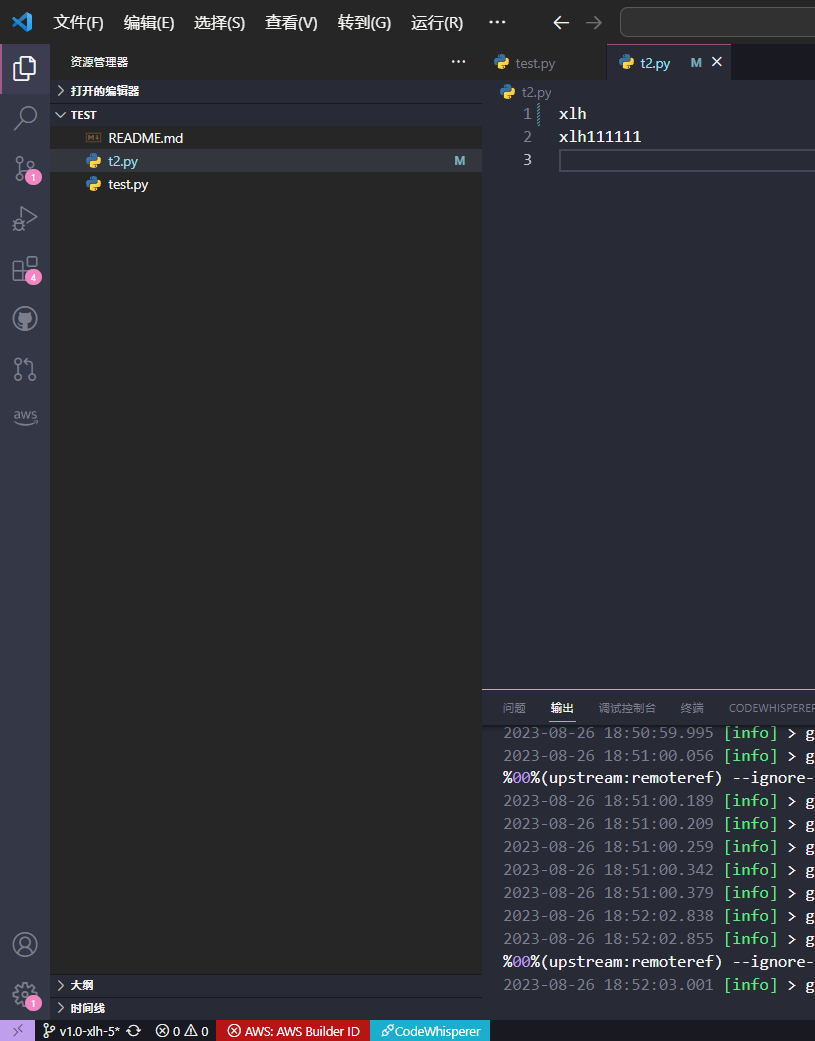 文件(F) 编辑(E) 选择(S) 查看(V) 转到(G) 运行(R) ···
资源管理器 ···
打开的编辑器
TEST
README.md
t2.py M
test.py
大纲
时间线
1
4
aws
1
test.py t2.py M
t2.py
1 xlh
2 xlh111111
3
问题 输出 调试控制台 终端 CODEWHISPERER
2023-08-26 18:50:59.995 [info] > g
2023-08-26 18:51:00.056 [info] > g
%00%(upstream:remoteref) --ignore-
2023-08-26 18:51:00.189 [info] > g
2023-08-26 18:51:00.209 [info] > g
2023-08-26 18:51:00.259 [info] > g
2023-08-26 18:51:00.342 [info] > g
2023-08-26 18:51:00.379 [info] > g
2023-08-26 18:52:02.838 [info] > g
2023-08-26 18:52:02.855 [info] > g
%00%(upstream:remoteref) --ignore-
2023-08-26 18:52:03.001 [info] > g
v1.0-xlh-5* 0 0 AWS: AWS Builder ID CodeWhisperer